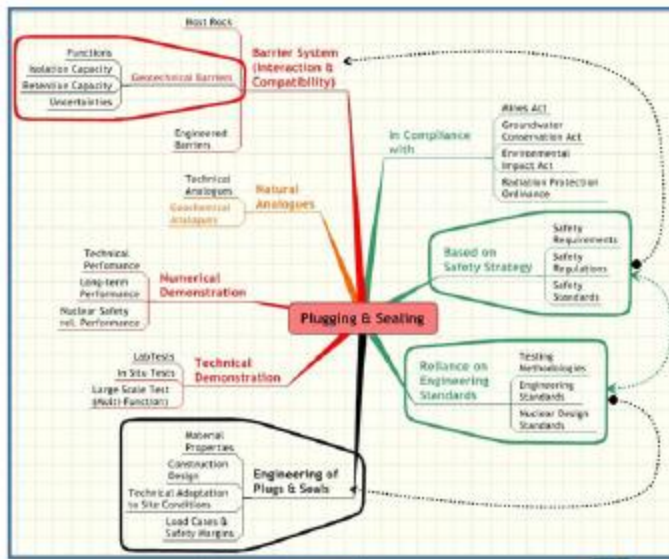 Host Rock
Functions
Isolation Capacity
Retentive Capacity
Uncertainties
Geotechnical Barriers
Barrier System
(Interaction &
Compatibility)
Engineered
Barriers
Technical
Analogues
Geochemical
Analogues
Natural
Analogues
Technical
Performance
Long-term
Performance
Nuclear Safety
rel. Performance
Numerical
Demonstration
LabTests
In Situ Tests
Large Scale Test
(Multi-Function)
Technical
Demonstration
Material
Properties
Construction
Design
Technical Adaptation
to Site Conditions
Load Cases &
Safety Margins
Engineering of
Plugs & Seals
Plugging & Sealing
In Compliance
with
Mines Act
Groundwater
Conservation Act
Environmental
Impact Act
Radiation Protection
Ordinance
Based on
Safety Strategy
Safety
Requirements
Safety
Regulations
Safety
Standards
Reliance on
Engineering
Standards
Testing
Methodologies
Engineering
Standards
Nuclear Design
Standards